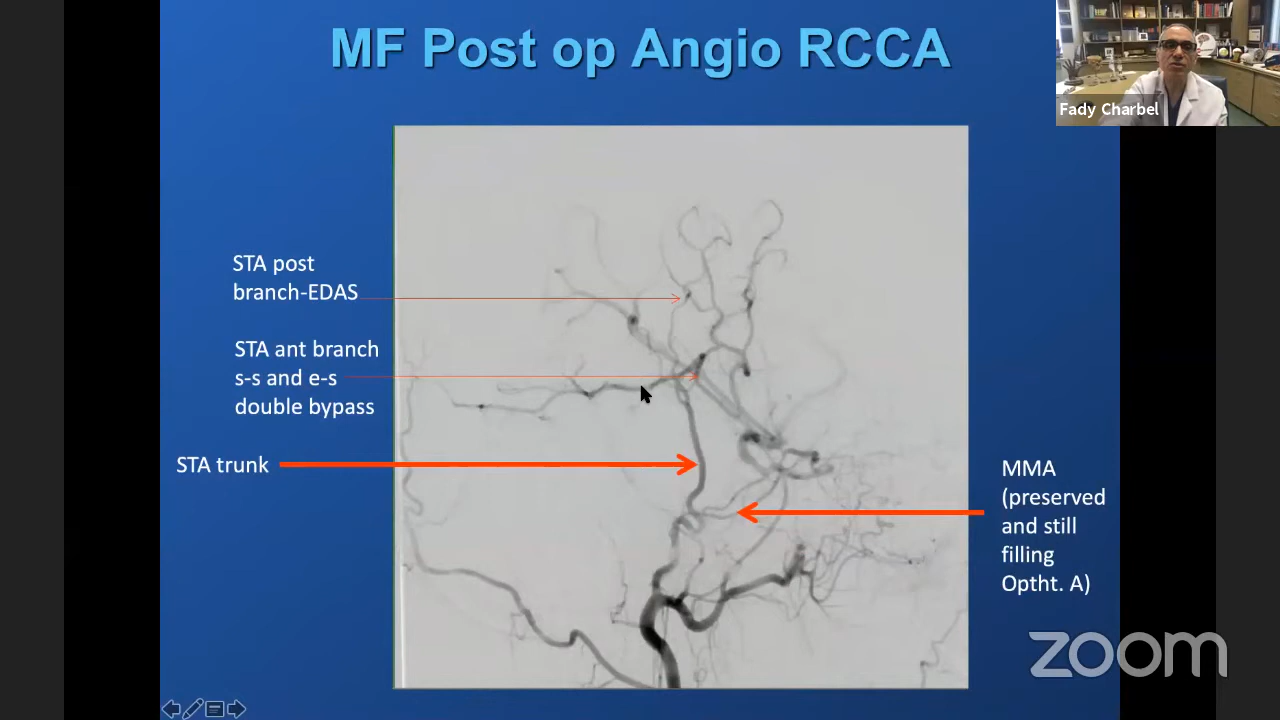 MF Post op Angio RCCA
Fady Charbel
STA post
branch-EDAS
STA ant branch
s-s and e-s
double bypass
STA trunk
MMA
(preserved
and still
filling
Optht. A)
zoom